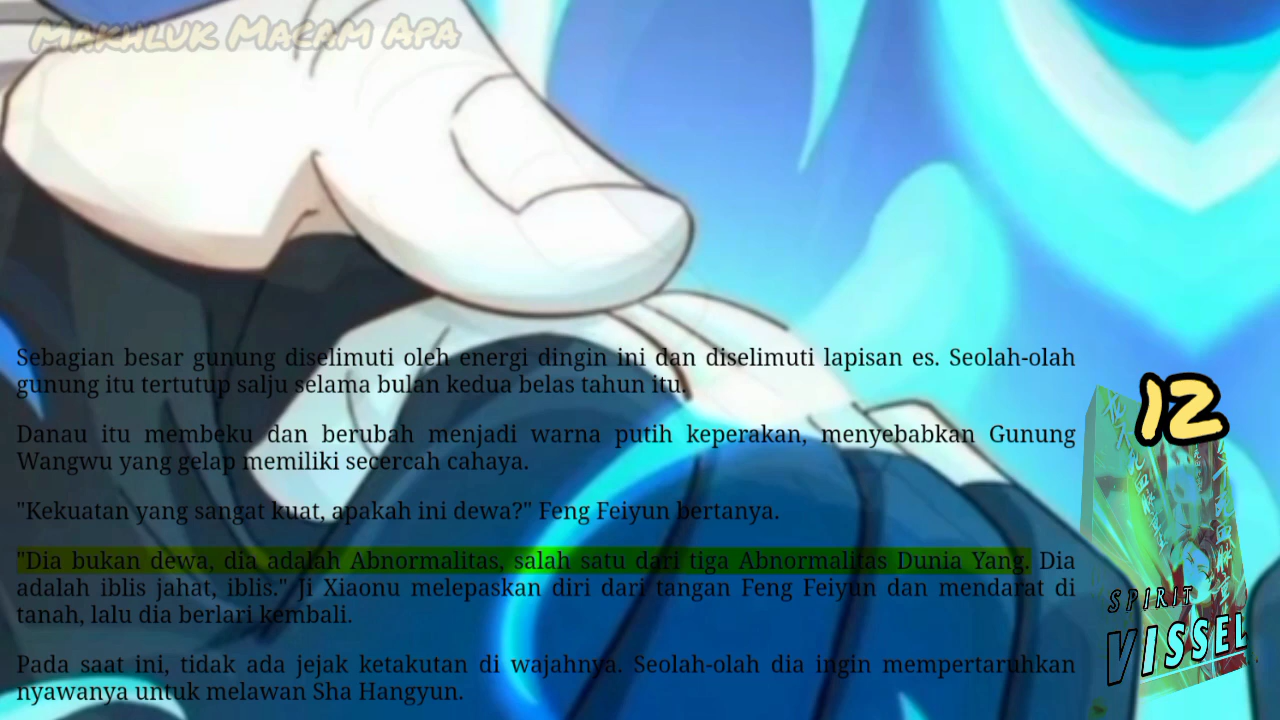 Makhluk Macam Apa
Sebagian besar gunung diselimuti oleh energi dingin ini dan diselimuti lapisan es. Seolah-olah
gunung itu tertutup salju selama bulan kedua belas tahun itu.
Danau itu membeku dan berubah menjadi warna putih keperakan, menyebabkan Gunung
Wangwu yang gelap memiliki secercah cahaya.
"Kekuatan yang sangat kuat, apakah ini dewa?" Feng Feiyun bertanya.
"Dia bukan dewa, dia adalah Abnormalitas, salah satu dari tiga Abnormalitas Dunia Yang. Dia
adalah iblis jahat, iblis." Ji Xiaonu melepaskan diri dari tangan Feng Feiyun dan mendarat di
tanah, lalu dia berlari kembali.
Pada saat ini, tidak ada jejak ketakutan di wajahnya. Seolah-olah dia ingin mempertaruhkan
nyawanya untuk melawan Sha Hangyun.
12
SPIRIT
VISSEL